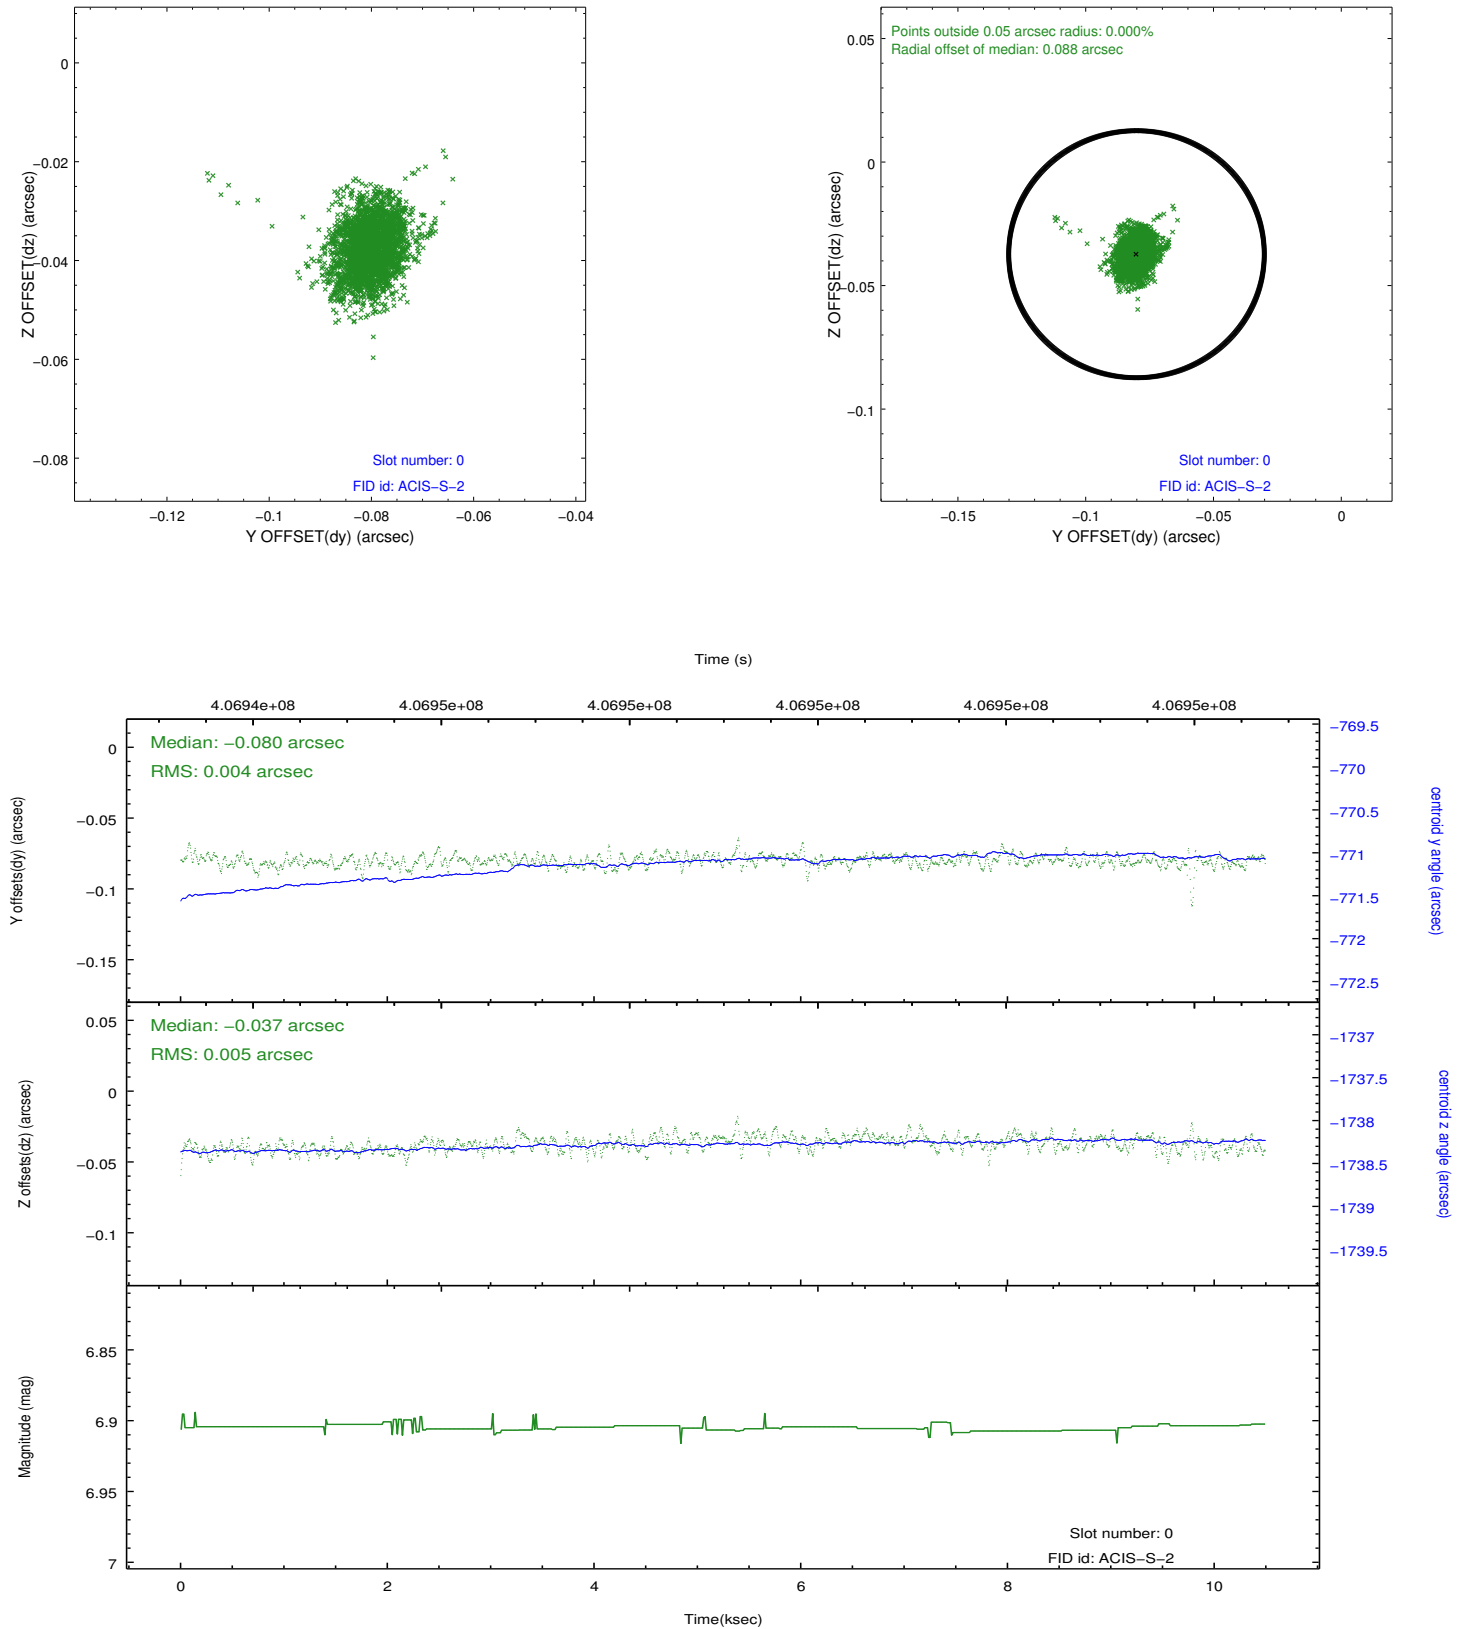 0
−0.02
−0.04
−0.06
−0.08
Z OFFSET(dz) (arcsec)
Slot number: 0
FID id: ACIS−S−2
−0.12
−0.1
−0.08
−0.06
−0.04
Y OFFSET(dy) (arcsec)
Points outside 0.05 arcsec radius: 0.000%
Radial offset of median: 0.088 arcsec
0.05
0
−0.05
−0.1
Z OFFSET(dz) (arcsec)
Slot number: 0
FID id: ACIS−S−2
−0.15
−0.1
−0.05
0
Y OFFSET(dy) (arcsec)
Time (s)
4.0694e+08
4.0695e+08
4.0695e+08
4.0695e+08
4.0695e+08
4.0695e+08
Median: −0.080 arcsec
RMS: 0.004 arcsec
0
−0.05
−0.1
−0.15
Y offsets(dy) (arcsec)
−769.5
−770
−770.5
−771
−771.5
−772
−772.5
centroid y angle (arcsec)
Median: −0.037 arcsec
RMS: 0.005 arcsec
0.05
0
−0.05
−0.1
Z offsets(dz) (arcsec)
−1737
−1737.5
−1738
−1738.5
−1739
−1739.5
centroid z angle (arcsec)
6.85
6.9
6.95
7
Magnitude (mag)
Slot number: 0
FID id: ACIS−S−2
0
2
4
6
8
10
Time(ksec)